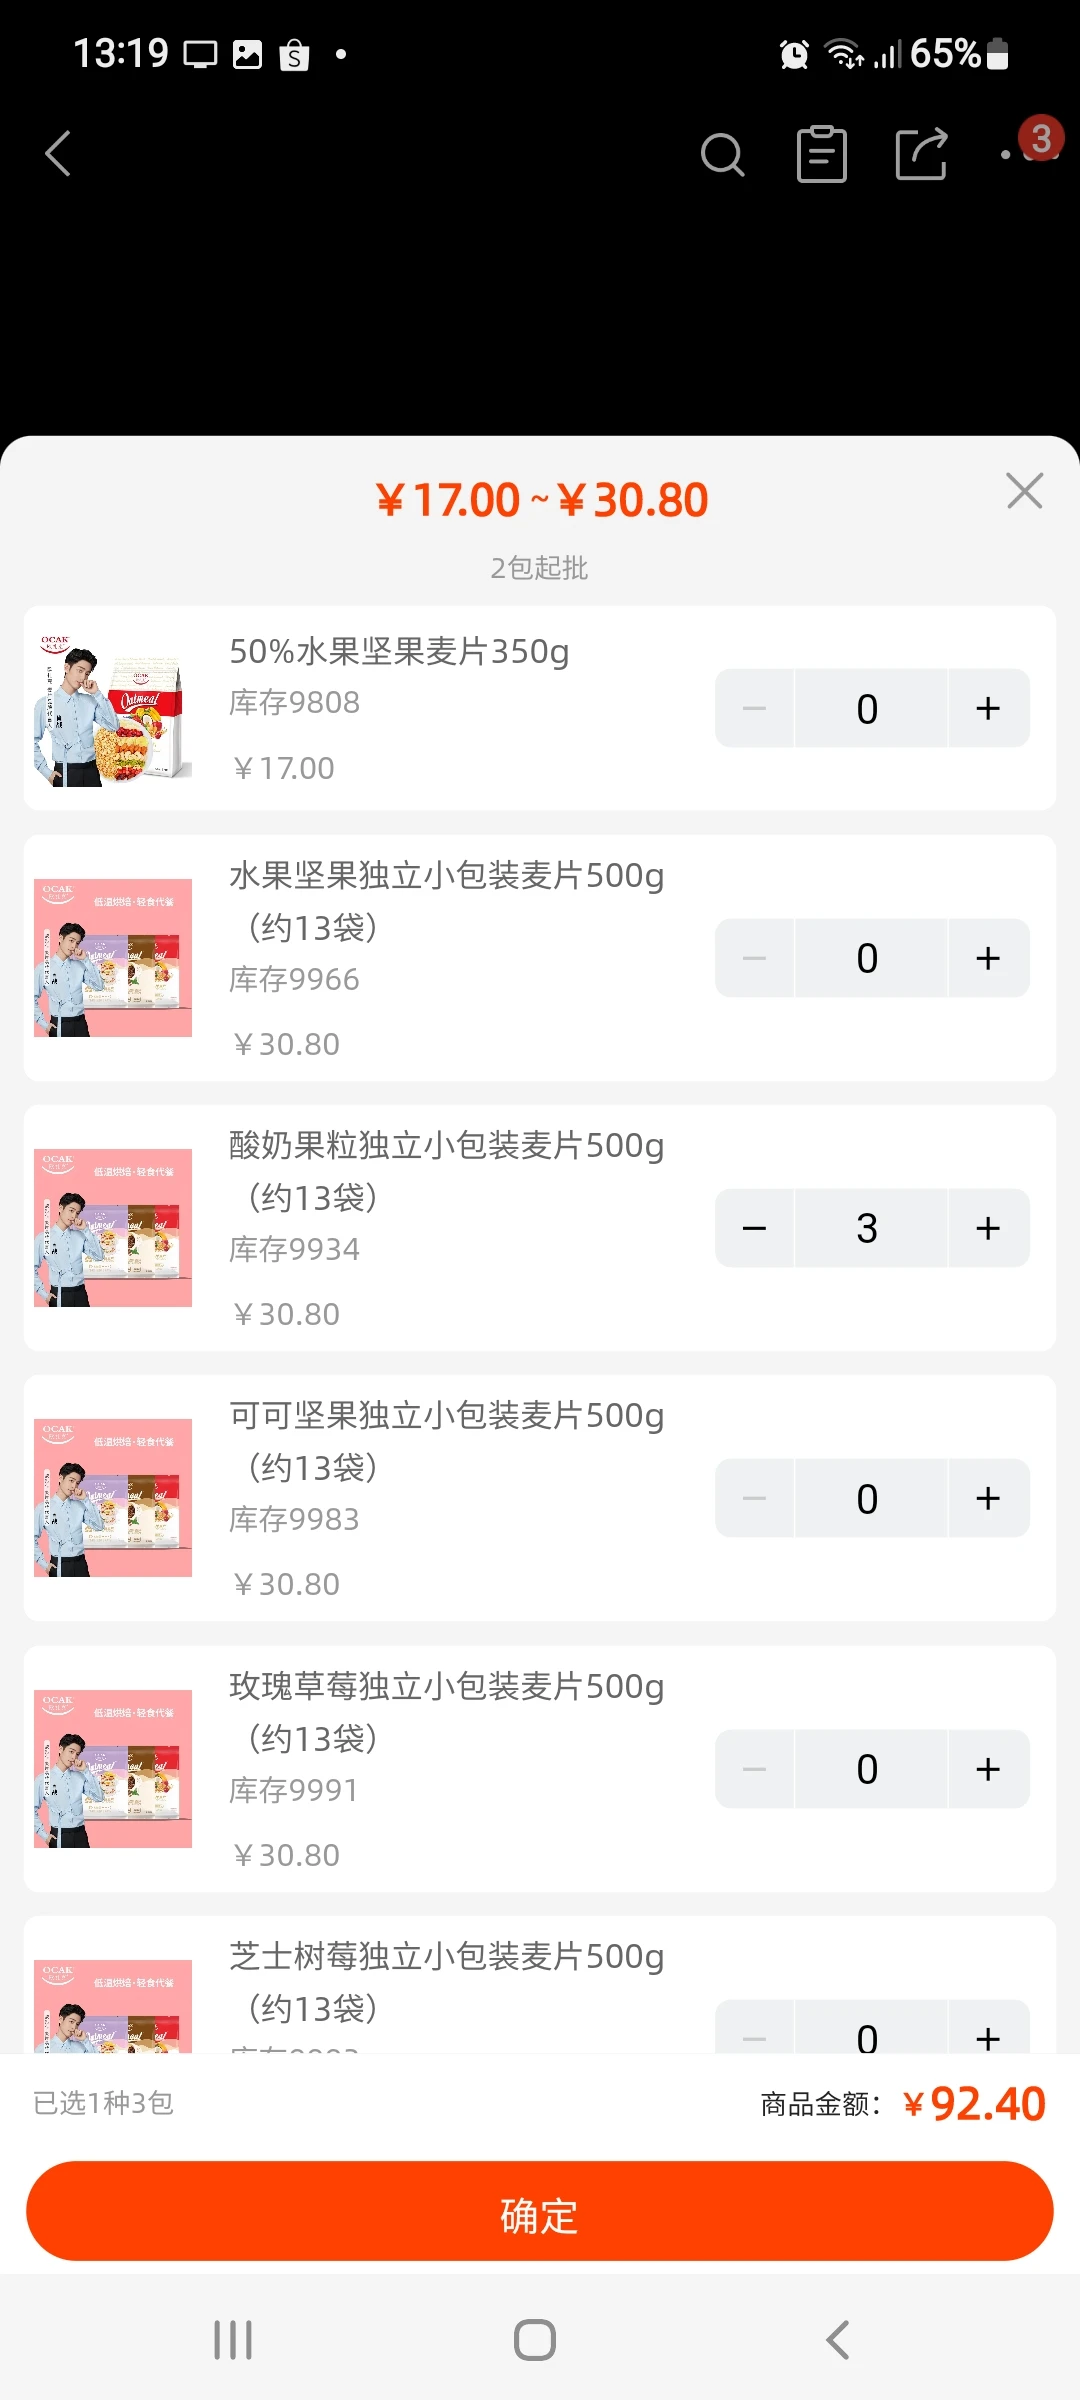 13:19
65%
3
￥17.00 ~ ￥30.80
2包起批
OCAK
Oatmeal
50%水果坚果麦片350g
库存9808
￥17.00
0
OCAK
低温烘焙·轻食代餐
水果坚果独立小包装麦片500g
（约13袋）
库存9966
￥30.80
0
OCAK
低温烘焙·轻食代餐
酸奶果粒独立小包装麦片500g
（约13袋）
库存9934
￥30.80
3
OCAK
低温烘焙·轻食代餐
可可坚果独立小包装麦片500g
（约13袋）
库存9983
￥30.80
0
OCAK
低温烘焙·轻食代餐
玫瑰草莓独立小包装麦片500g
（约13袋）
库存9991
￥30.80
0
OCAK
低温烘焙·轻食代餐
芝士树莓独立小包装麦片500g
（约13袋）
0
已选1种3包
商品金额：￥92.40
确定